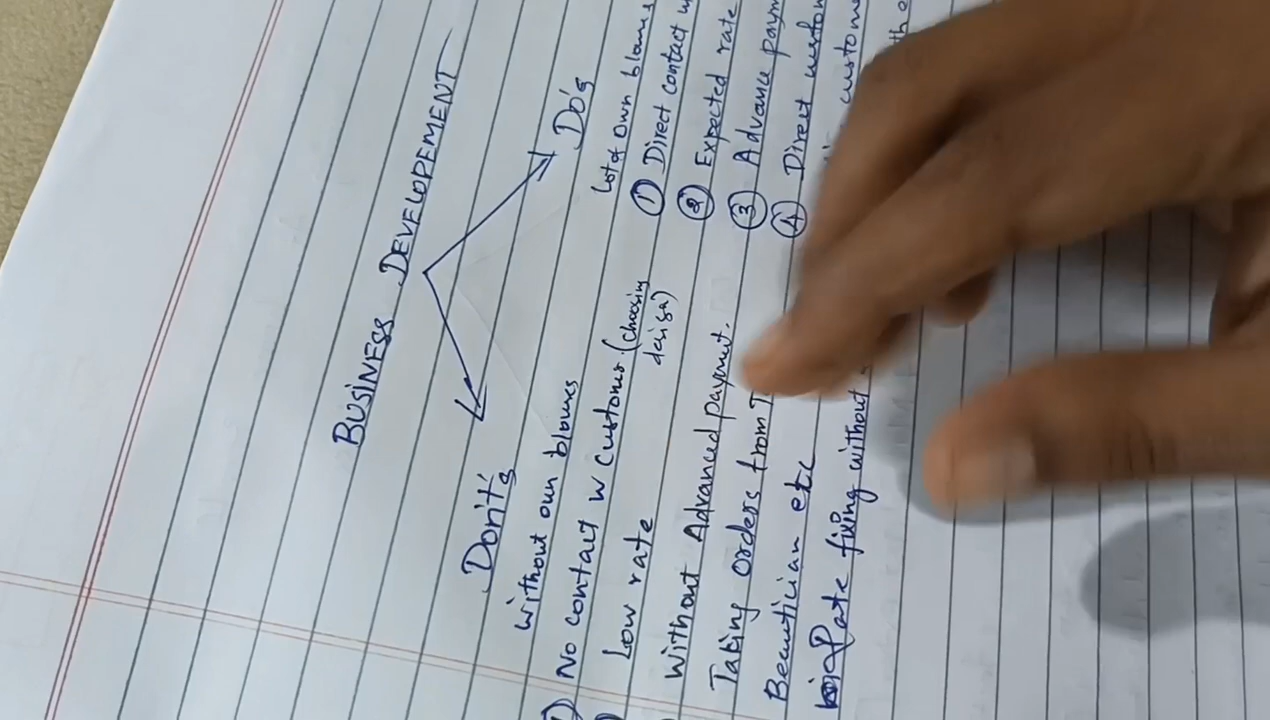 BUSINESS DEVELOPEMENT
Don't's
without own blouses
1) No contact w customer (choosing
design)
Low rate
Without Advanced payment.
Taking orders from
Beautician etc
Rate fixing without
Do's
Lot of own blouses
① Direct contact
② Expected rate
③ Advance paym
④ Direct custom
custome